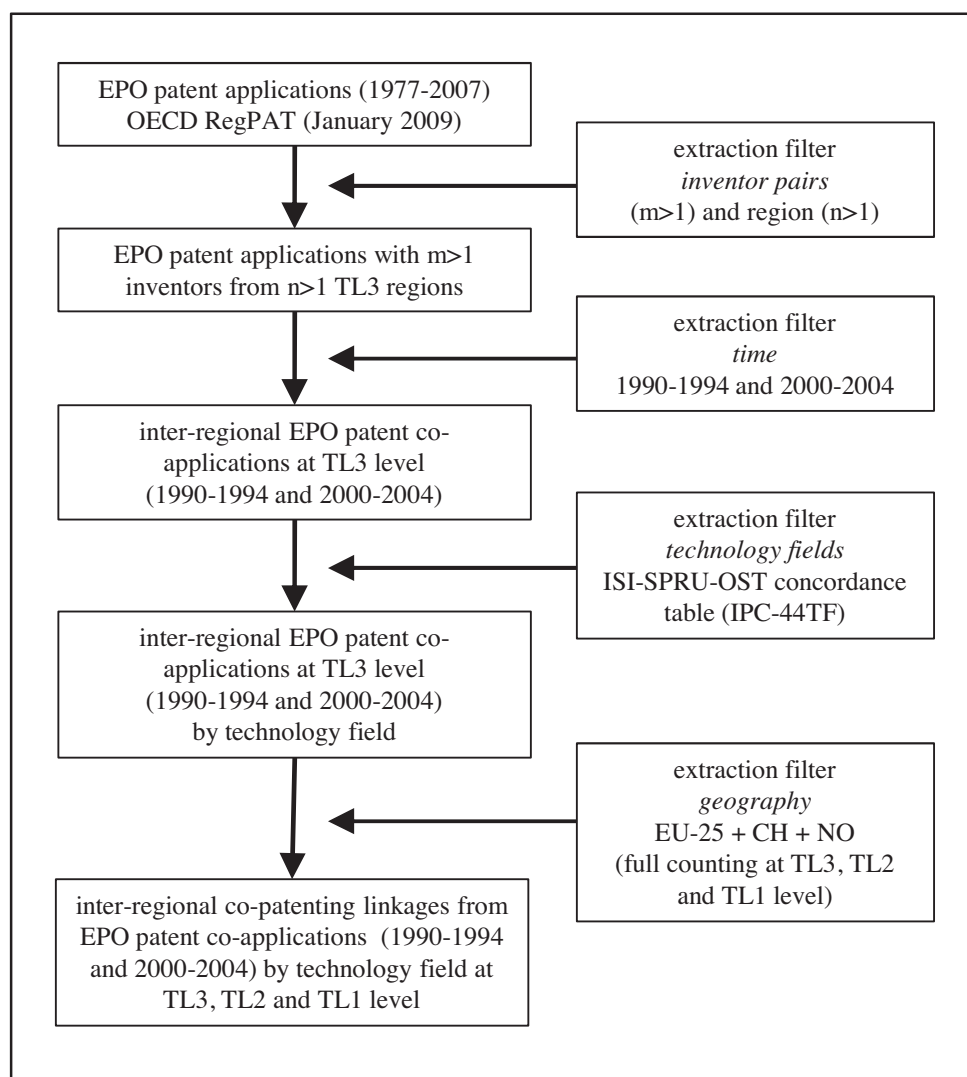 EPO patent applications (1977-2007)
OECD RegPAT (January 2009)
extraction filter
inventor pairs
(m>1) and region (n>1)
EPO patent applications with m>1
inventors from n>1 TL3 regions
extraction filter
time
1990-1994 and 2000-2004
inter-regional EPO patent co-
applications at TL3 level
(1990-1994 and 2000-2004)
extraction filter
technology fields
ISI-SPRU-OST concordance
table (IPC-44TF)
inter-regional EPO patent co-
applications at TL3 level
(1990-1994 and 2000-2004)
by technology field
extraction filter
geography
EU-25 + CH + NO
(full counting at TL3, TL2
and TL1 level)
inter-regional co-patenting linkages from
EPO patent co-applications (1990-1994
and 2000-2004) by technology field at
TL3, TL2 and TL1 level